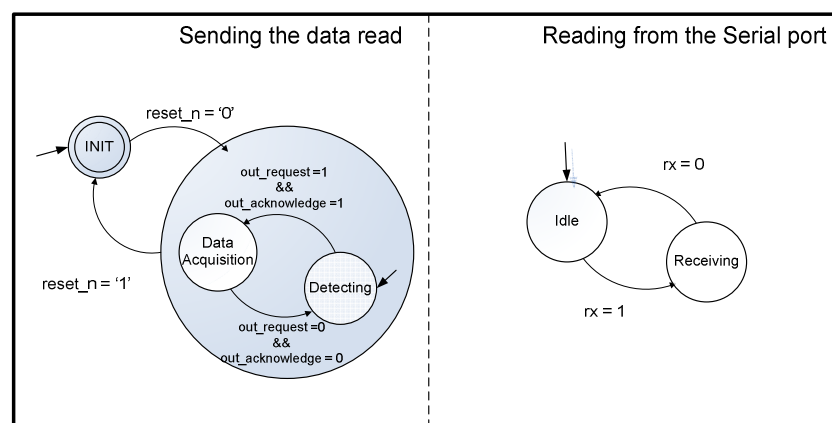 Sending the data read
reset_n = ‘0’
INIT
out_request =1
&&
out_acknowledge =1
Data
Acquisition
Detecting
reset_n = ‘1’
out_request =0
&&
out_acknowledge = 0
Reading from the Serial port
rx = 0
Idle
Receiving
rx = 1